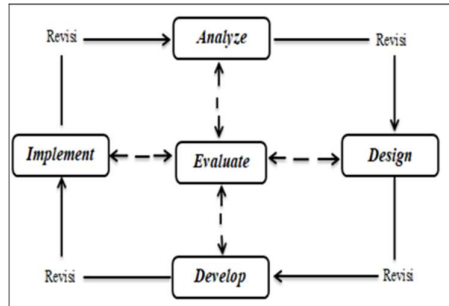 Revisi
Analyze
Revisi
Implement
Evaluate
Design
Revisi
Develop
Revisi